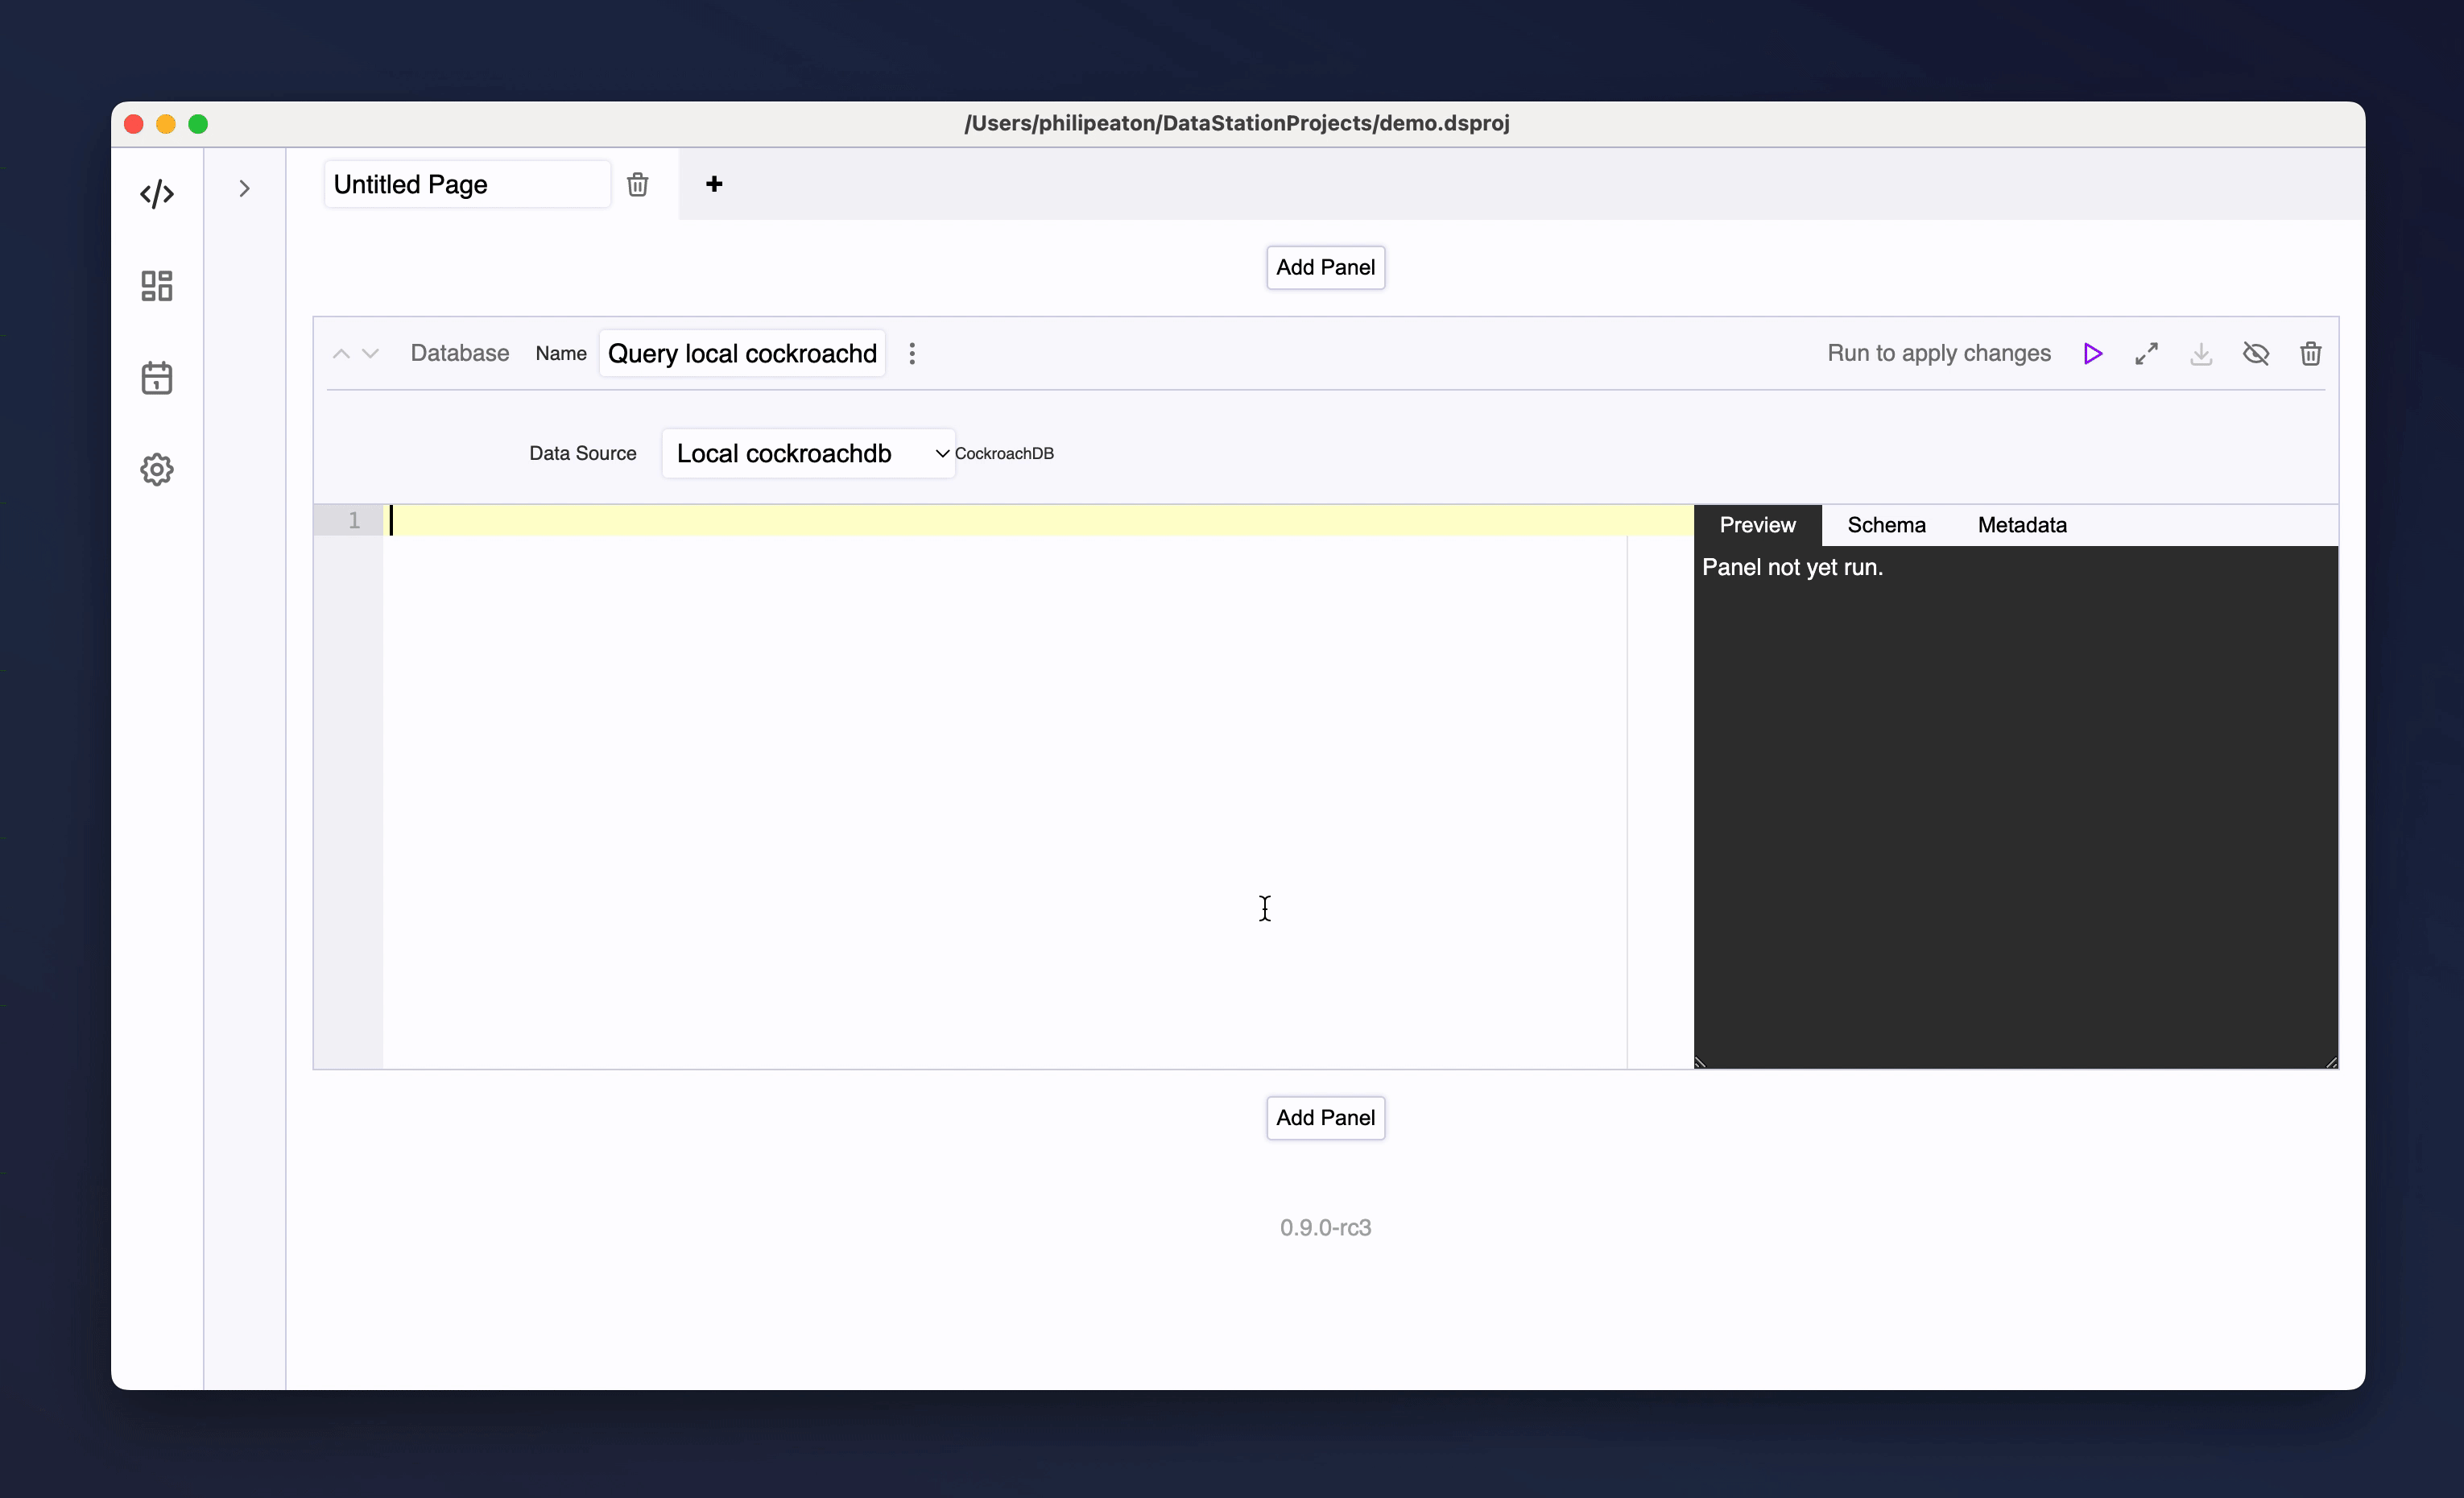 /Users/philipeaton/DataStationProjects/demo.dsproj
Untitled Page
+
Add Panel
Database Name Query local cockroachd Run to apply changes
Data Source Local cockroachdb CockroachDB
1
Preview Schema Metadata
Panel not yet run.
Add Panel
0.9.0-rc3